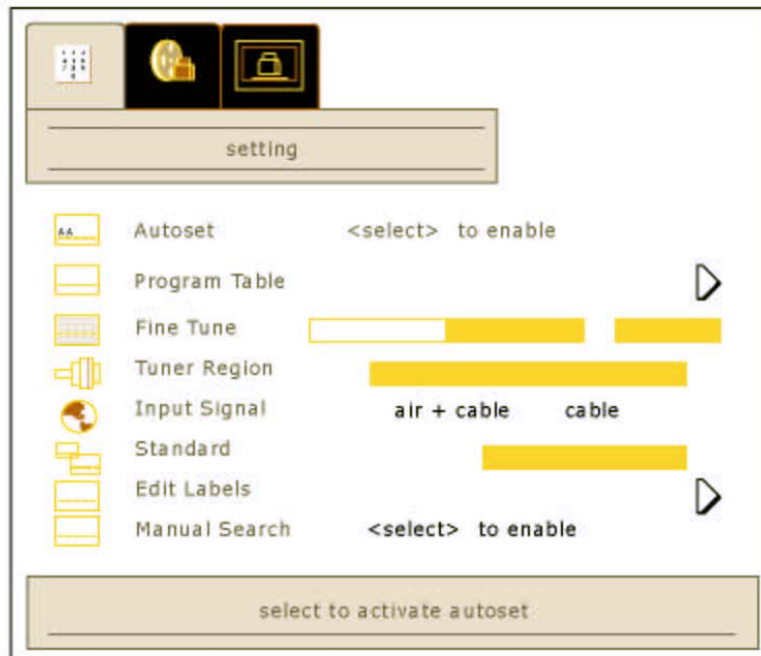 setting
Autoset <select> to enable
Program Table
Fine Tune
Tuner Region
Input Signal air + cable cable
Standard
Edit Labels
Manual Search <select> to enable
select to activate autoset